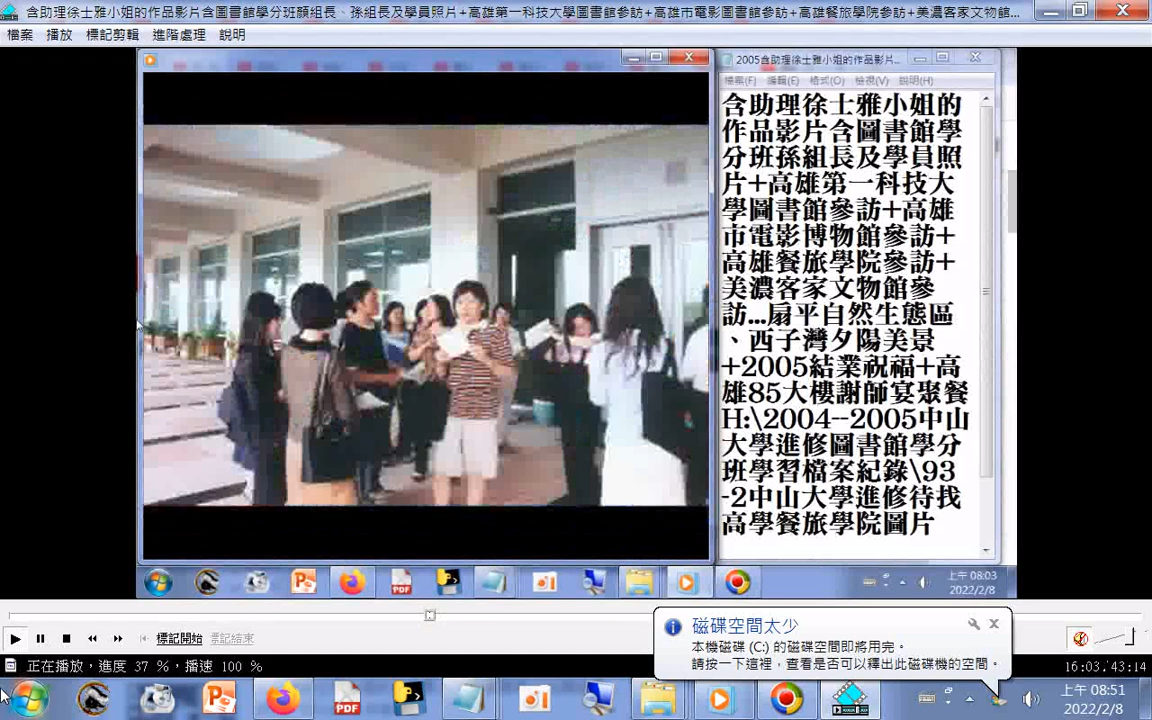 含助理徐士雅小姐的作品影片含圖書館學分班顏組長、孫組長及學員照片+高雄第一科技大學圖書館參訪+高雄市電影圖書館參訪+高雄餐旅學院參訪+美濃客家文物館...
檔案 播放 標記剪輯 進階處理 說明
2005含助理徐士雅小姐的作品影片...
檔案(F) 編輯(E) 格式(O) 檢視(V) 說明(H)
含助理徐士雅小姐的
作品影片含圖書館學
分班孫組長及學員照
片+高雄第一科技大
學圖書館參訪+高雄
市電影博物館參訪+
高雄餐旅學院參訪+
美濃客家文物館參
訪...扇平自然生態區
、西子灣夕陽美景
+2005結業祝福+高
雄85大樓謝師宴聚餐
H:\2004--2005中山
大學進修圖書館學分
班學習檔案紀錄\93
-2中山大學進修待找
高學餐旅學院圖片
PDF
上午 08:03
2022/2/8
標記開始 標記結束
磁碟空間太少
本機磁碟 (C:) 的磁碟空間即將用完。
請按一下這裡，查看是否可以釋出此磁碟機的空間。
正在播放，進度 37 %，播速 100 %
16:03./43:14
PDF
上午 08:51
2022/2/8